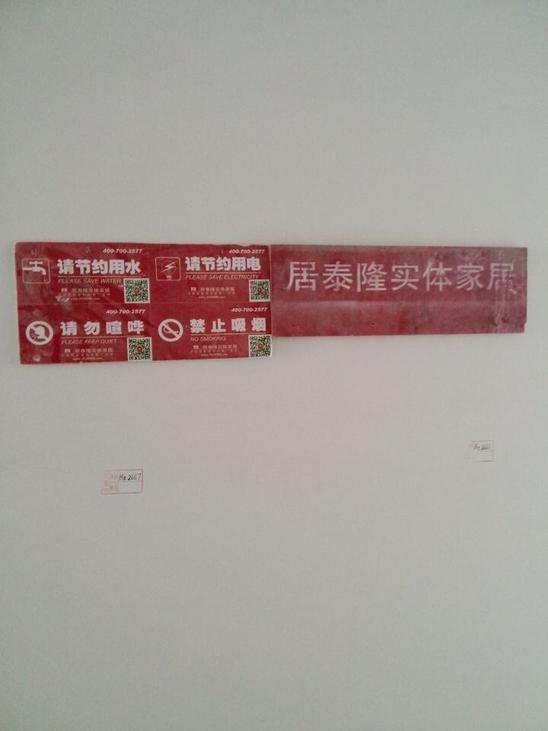 400-700-2577
请节约用水
PLEASE SAVE WATER
400-700-2577
请节约用电
PLEASE SAVE ELECTRICITY
400-700-2577
请勿喧哗
PLEASE KEEP QUIET
400-700-2577
禁止吸烟
NO SMOKING
居泰隆实体家居